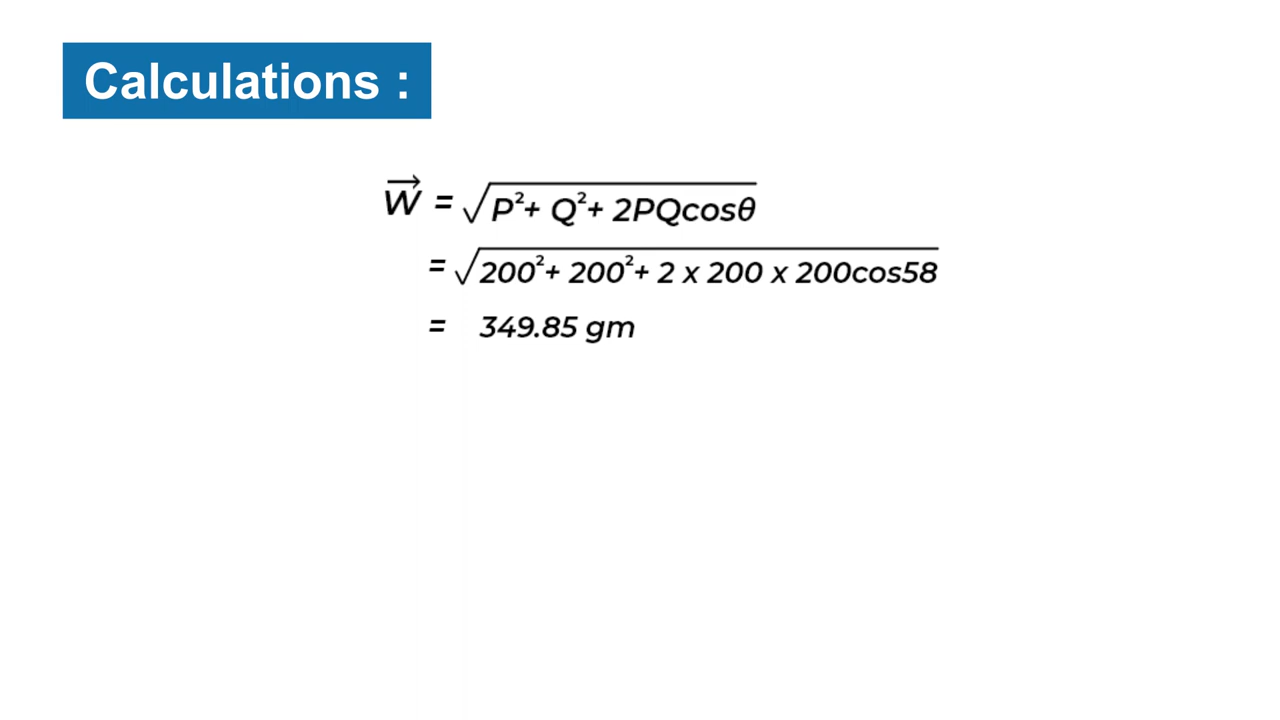 Calculations :
W⃗ = √P²+ Q²+ 2PQcosθ
= √200²+ 200²+ 2 x 200 x 200cos58
= 349.85 gm